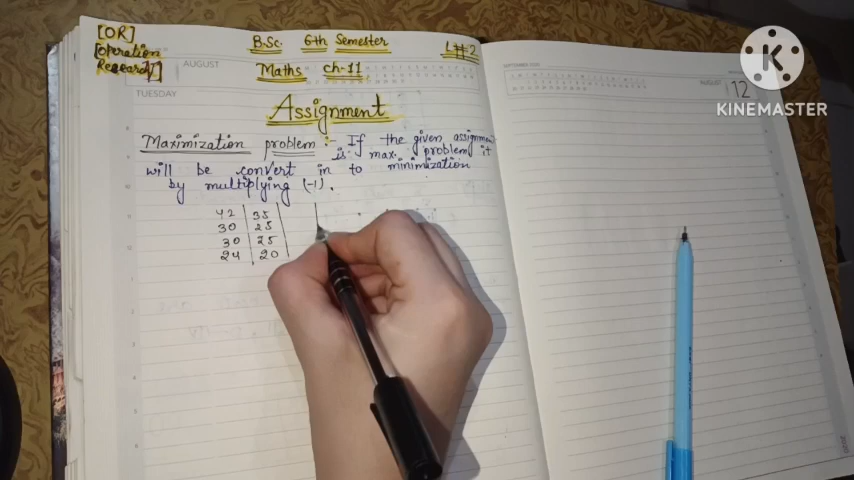 [OR]
[Operation
Research]
B.Sc. 6th Semester
L#2
Maths ch-11
AUGUST
TUESDAY
Assignment
Maximization problem :- If the given assignment
is max. problem it
will be convert in to minimization
by multiplying (-1).
42 35
30 25
30 25
24 20
AUGUST
12
KINEMASTER